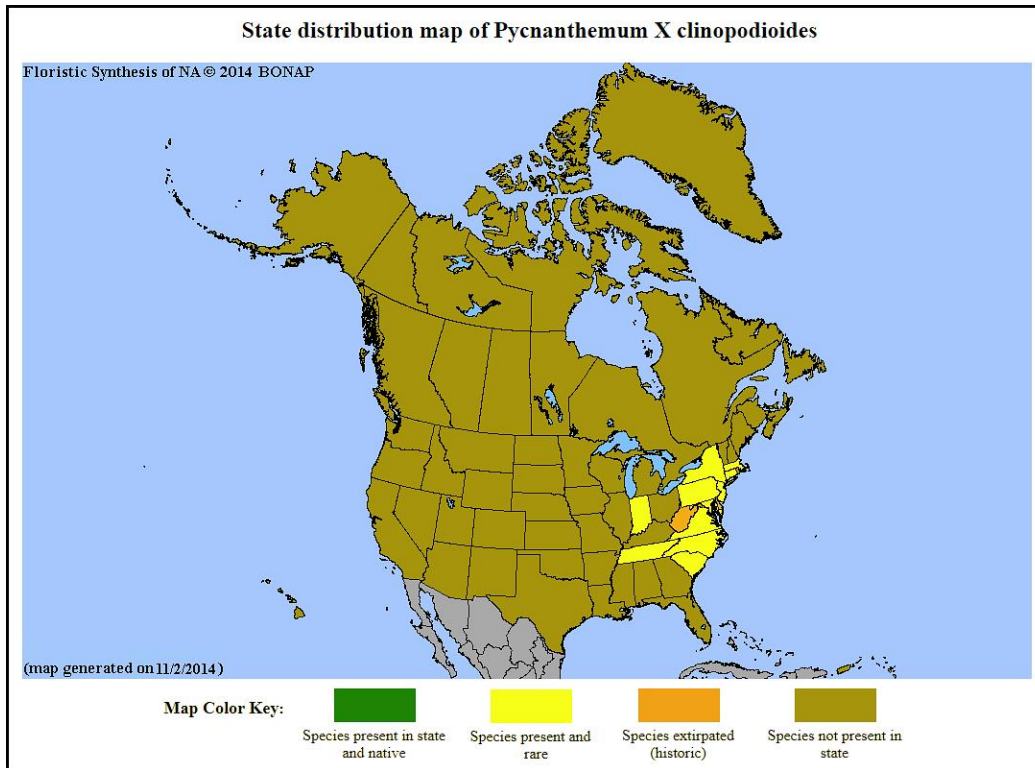 State distribution map of Pycnanthemum X clinopodioides
Floristic Synthesis of NA © 2014 BONAP
(map generated on 11/2/2014)
Map Color Key:
Species present in state
and native
Species present and
rare
Species extirpated
(historic)
Species not present in
state